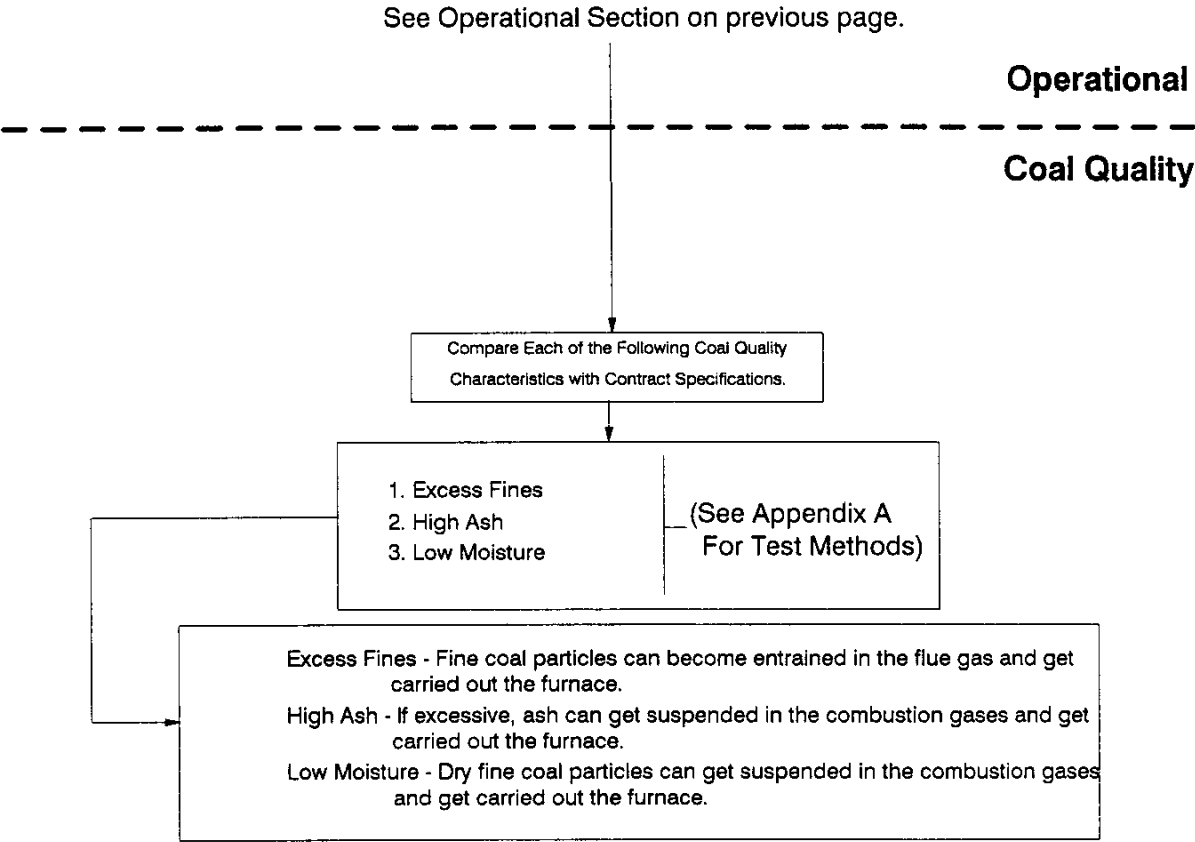 See Operational Section on previous page.
Operational
Coal Quality
Compare Each of the Following Coal Quality
Characteristics with Contract Specifications.
1. Excess Fines
2. High Ash
3. Low Moisture
(See Appendix A
For Test Methods)
Excess Fines - Fine coal particles can become entrained in the flue gas and get
carried out the furnace.
High Ash - If excessive, ash can get suspended in the combustion gases and get
carried out the furnace.
Low Moisture - Dry fine coal particles can get suspended in the combustion gases
and get carried out the furnace.